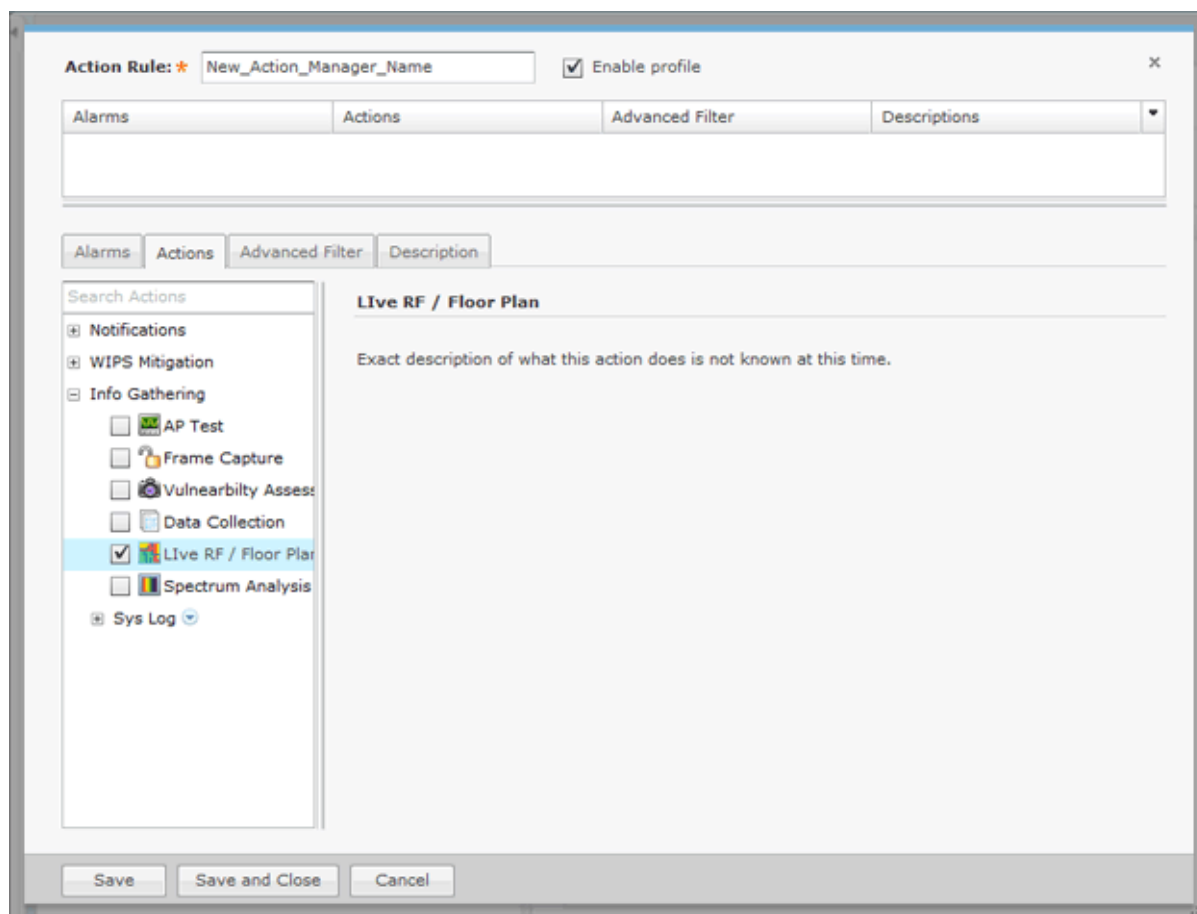 Action Rule: * New_Action_Manager_Name Enable profile
Alarms Actions Advanced Filter Descriptions
Alarms Actions Advanced Filter Description
Search Actions
LIve RF / Floor Plan
Notifications
WIPS Mitigation
Exact description of what this action does is not known at this time.
Info Gathering
AP Test
Frame Capture
Vulnearbilty Assess
Data Collection
LIve RF / Floor Plan
Spectrum Analysis
Sys Log
Save Save and Close Cancel